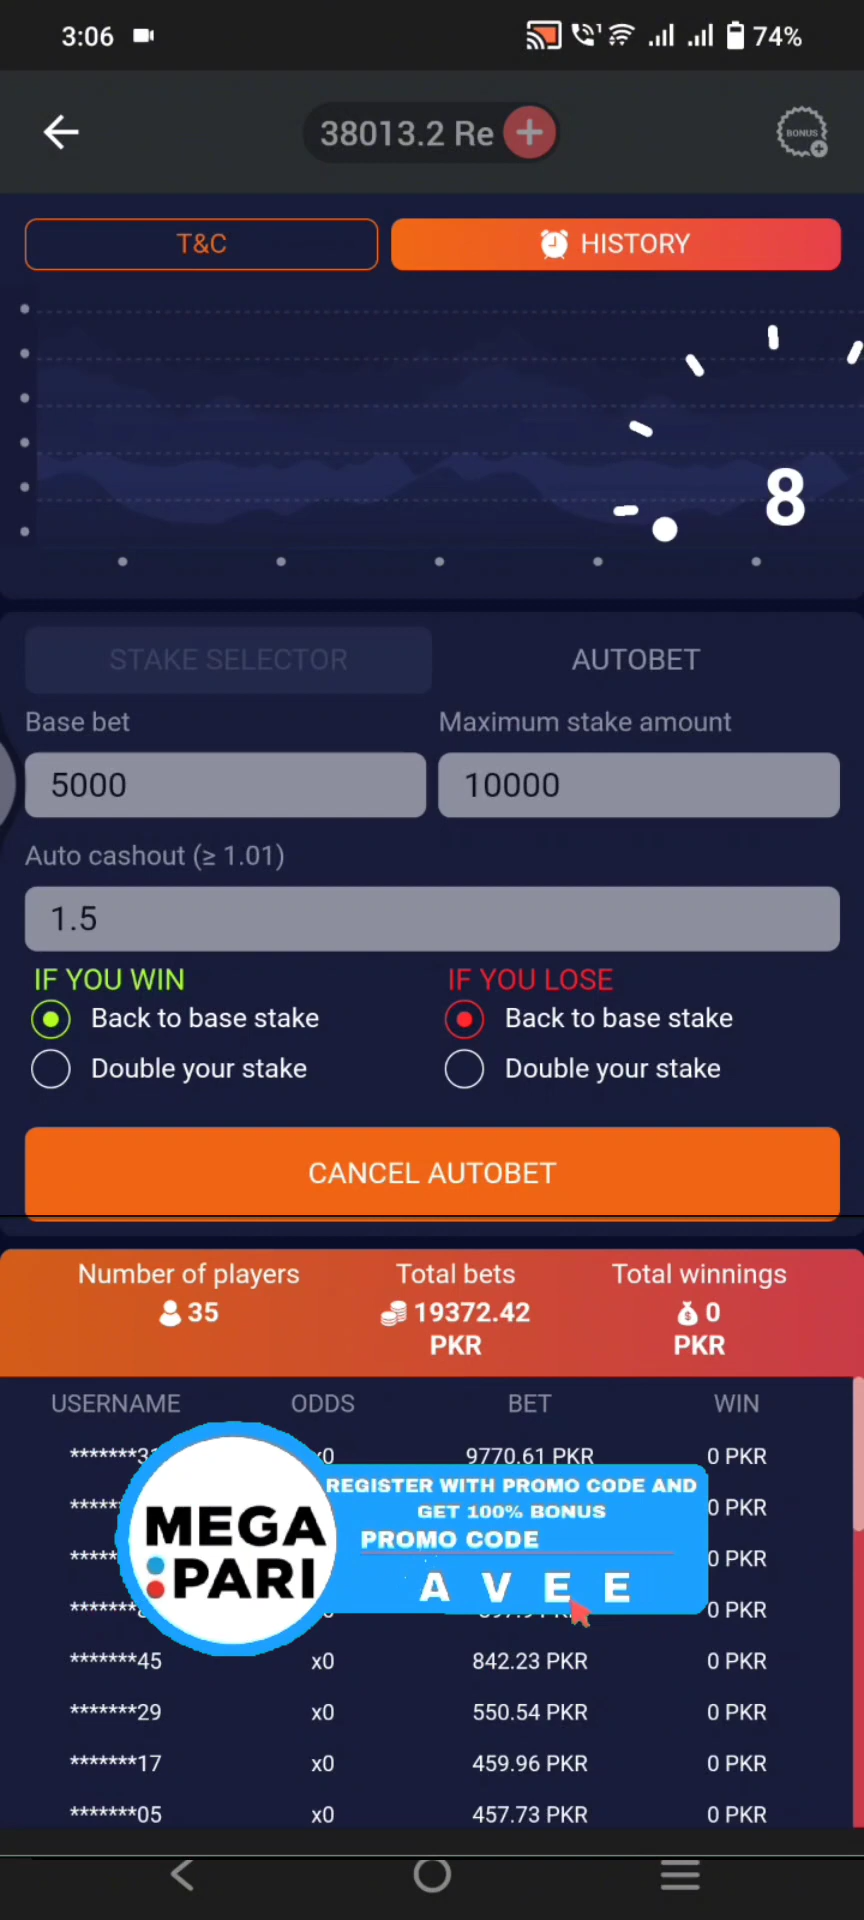 3:06
74%
38013.2 Re
BONUS
T&C
HISTORY
8
STAKE SELECTOR
AUTOBET
Base bet
Maximum stake amount
5000
10000
Auto cashout (≥ 1.01)
1.5
IF YOU WIN
IF YOU LOSE
Back to base stake
Back to base stake
Double your stake
Double your stake
CANCEL AUTOBET
Number of players
Total bets
Total winnings
35
19372.42
PKR
0
PKR
USERNAME ODDS BET WIN
9770.61 PKR 0 PKR
MEGA
PARI
REGISTER WITH PROMO CODE AND
GET 100% BONUS
PROMO CODE
A V E E
0 PKR
0 PKR
0 PKR
*******45 x0 842.23 PKR 0 PKR
*******29 x0 550.54 PKR 0 PKR
*******17 x0 459.96 PKR 0 PKR
*******05 x0 457.73 PKR 0 PKR